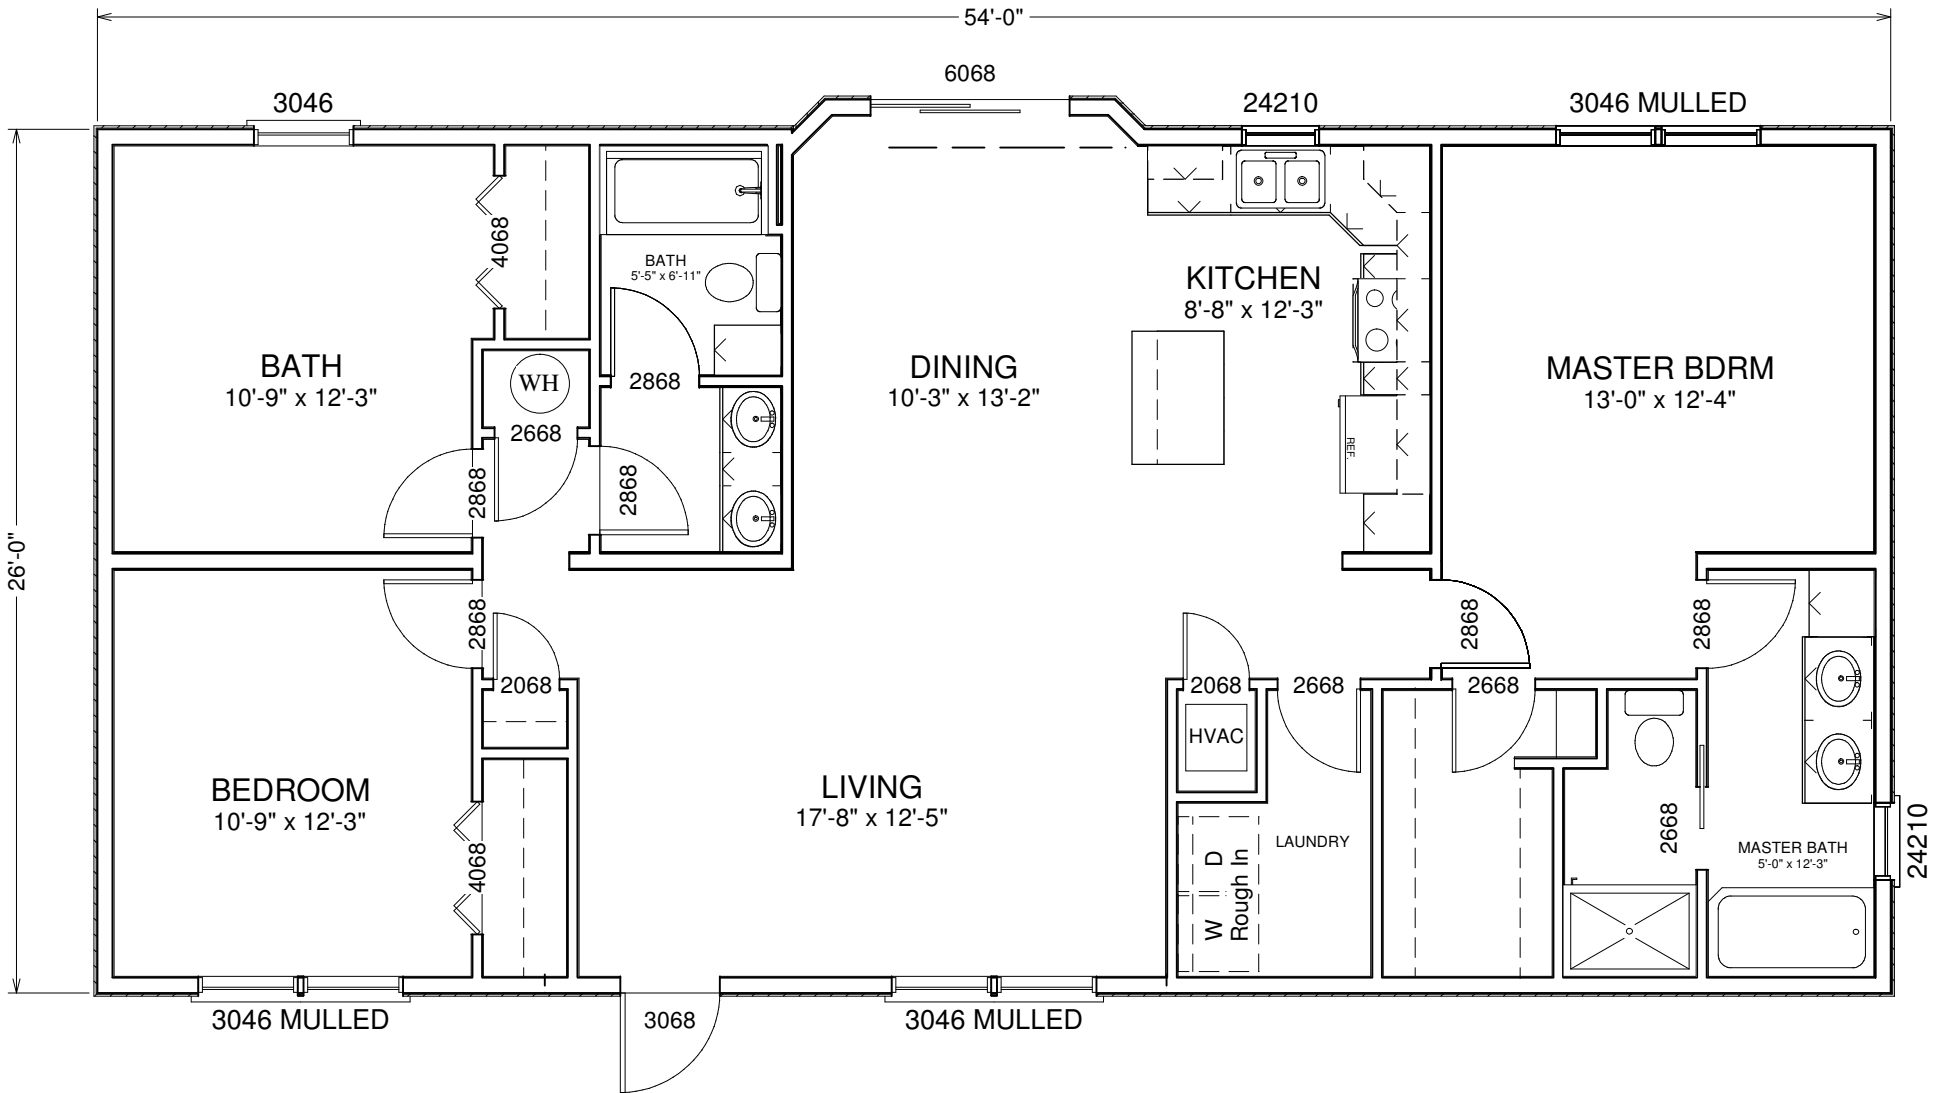 54'-0"
6068
3046
24210
3046 MULLED
4068
BATH
5'-5" x 6'-11"
KITCHEN
8'-8" x 12'-3"
BATH
10'-9" x 12'-3"
WH
2868
DINING
10'-3" x 13'-2"
MASTER BDRM
13'-0" x 12'-4"
2668
REF.
2868
2868
26'-0"
2868
2868
2868
2068
2068
2668
2668
HVAC
BEDROOM
10'-9" x 12'-3"
LIVING
17'-8" x 12'-5"
4068
LAUNDRY
W D
Rough In
2668
MASTER BATH
5'-0" x 12'-3"
24210
3046 MULLED
3068
3046 MULLED